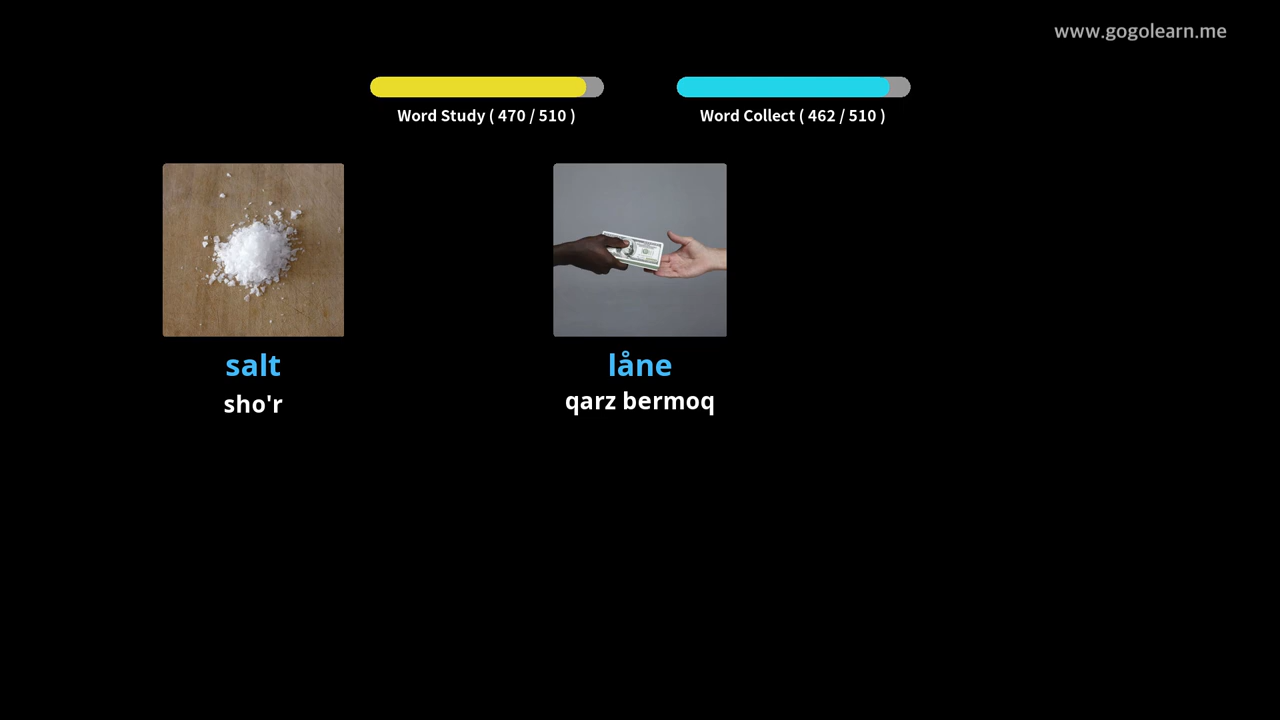 www.gogolearn.me
Word Study ( 470 / 510 )
Word Collect ( 462 / 510 )
salt
sho'r
låne
qarz bermoq